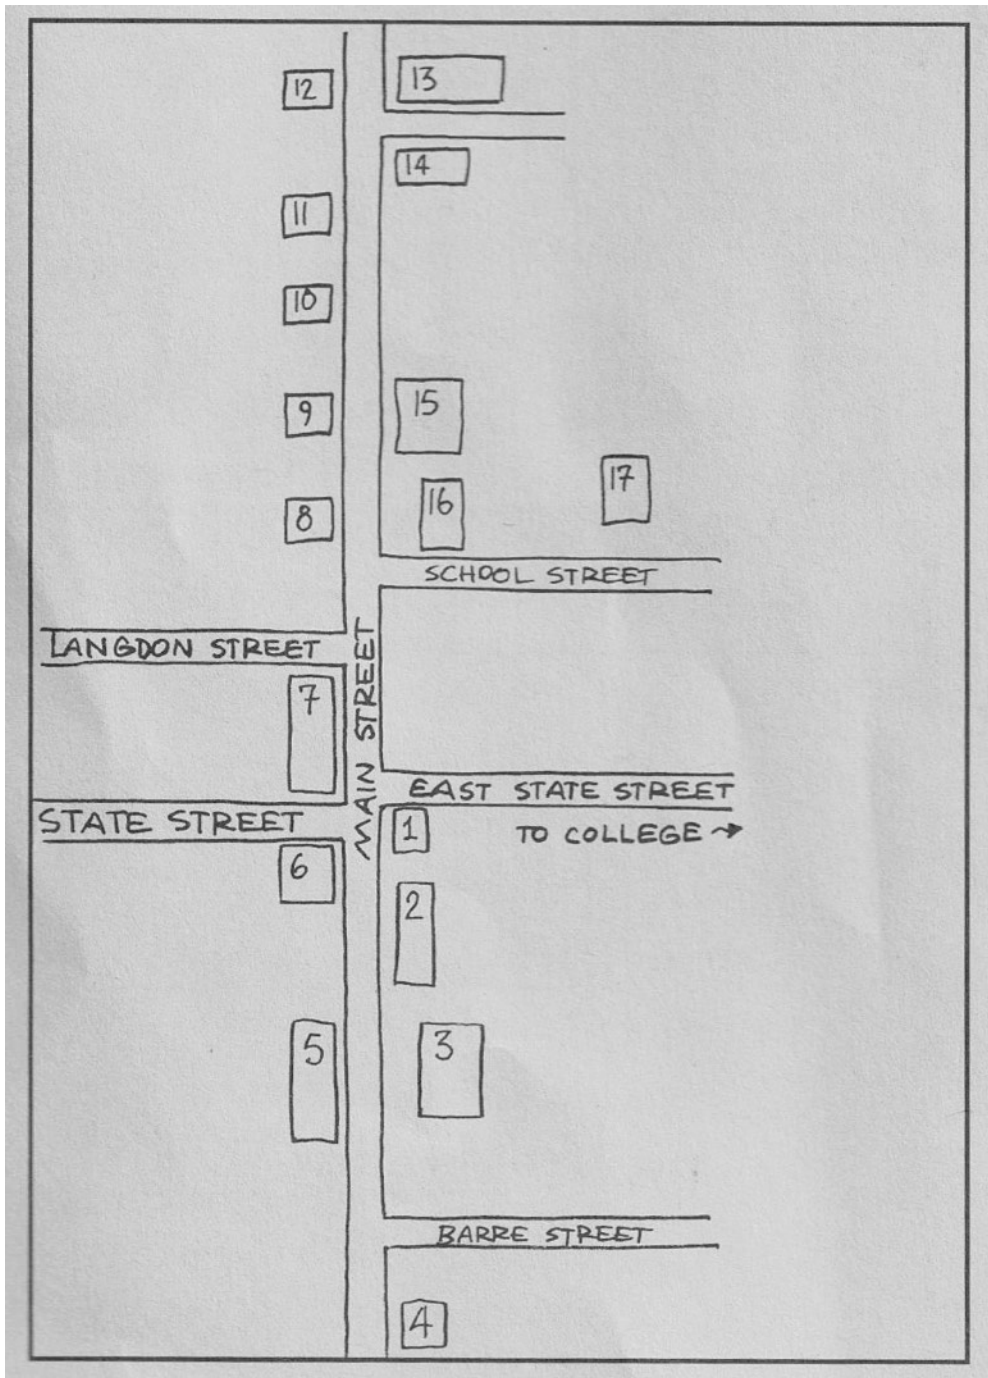 12
13
14
11
10
9
15
17
8
16
SCHOOL STREET
LANGDON STREET
7
MAIN STREET
EAST STATE STREET
STATE STREET
1
TO COLLEGE →
6
2
5
3
BARRE STREET
4